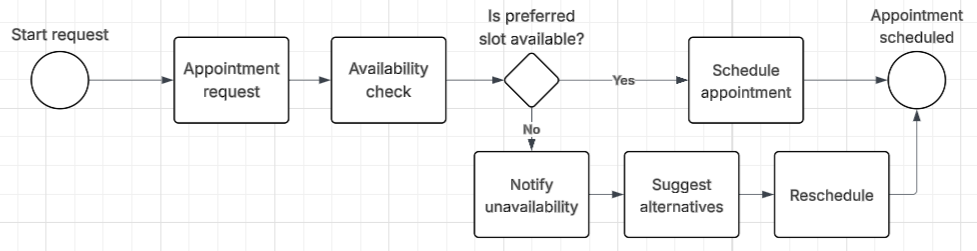 Start request
Appointment
request
Availability
check
Is preferred
slot available?
Yes
Schedule
appointment
Appointment
scheduled
No
Notify
unavailability
Suggest
alternatives
Reschedule